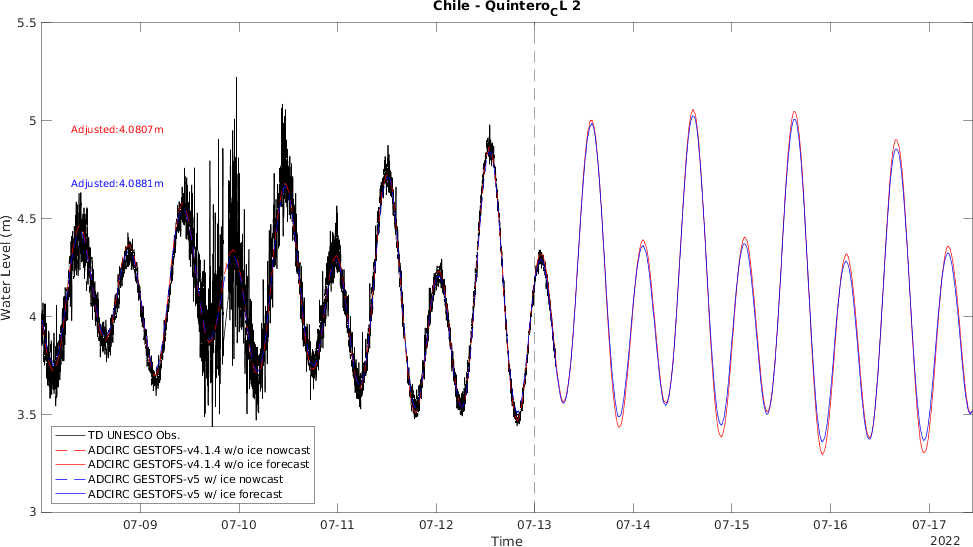 Chile - Quintero_CL 2
5.5
5
4.5
4
3.5
3
Water Level (m)
Adjusted:4.0807m
Adjusted:4.0881m
TD UNESCO Obs.
ADCIRC GESTOFS-v4.1.4 w/o ice nowcast
ADCIRC GESTOFS-v4.1.4 w/o ice forecast
ADCIRC GESTOFS-v5 w/ ice nowcast
ADCIRC GESTOFS-v5 w/ ice forecast
07-09 07-10 07-11 07-12 07-13 07-14 07-15 07-16 07-17
Time
2022